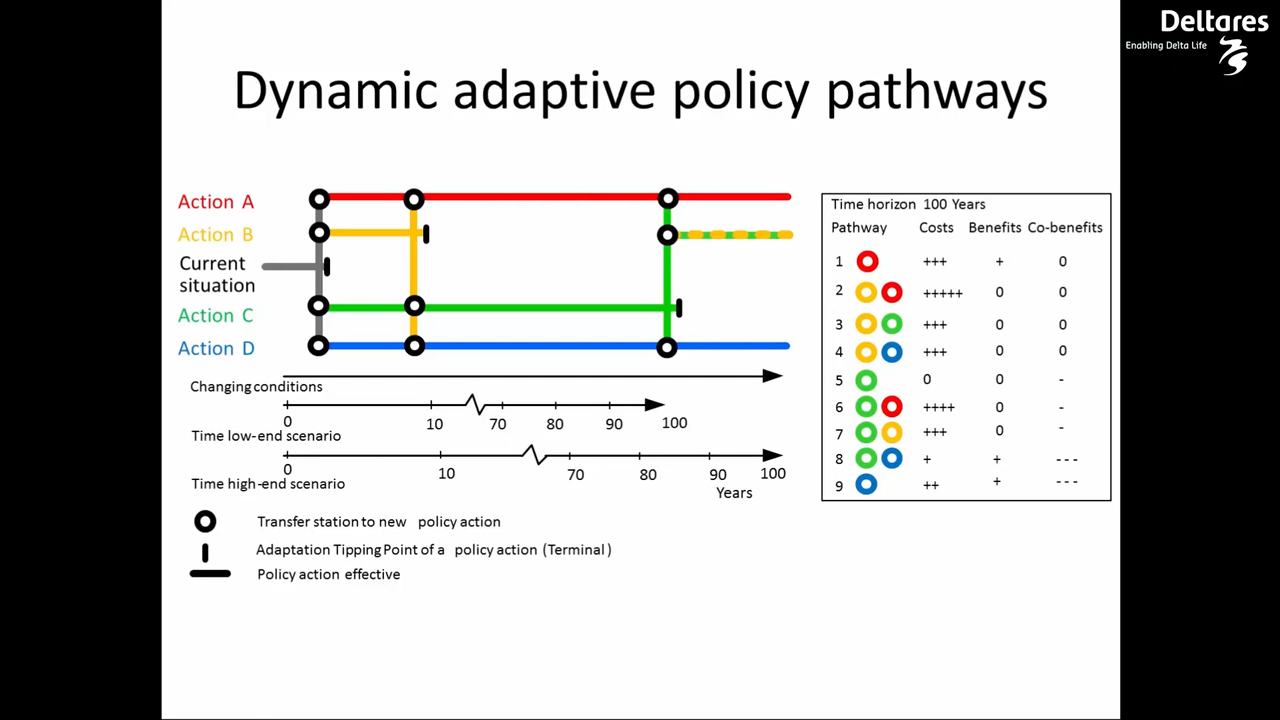 Deltares
Enabling Delta Life
Dynamic adaptive policy pathways
Action A
Action B
Current
situation
Action C
Action D
Changing conditions
0 10 70 80 90 100
Time low-end scenario
0 10 70 80 90 100
Time high-end scenario
Years
Transfer station to new policy action
Adaptation Tipping Point of a policy action (Terminal)
Policy action effective
Time horizon 100 Years
Pathway Costs Benefits Co-benefits
1 +++ + 0
2 +++++ 0 0
3 +++ 0 0
4 +++ 0 0
5 0 0 -
6 ++++ 0 -
7 +++ 0 -
8 + + ---
9 ++ + ---